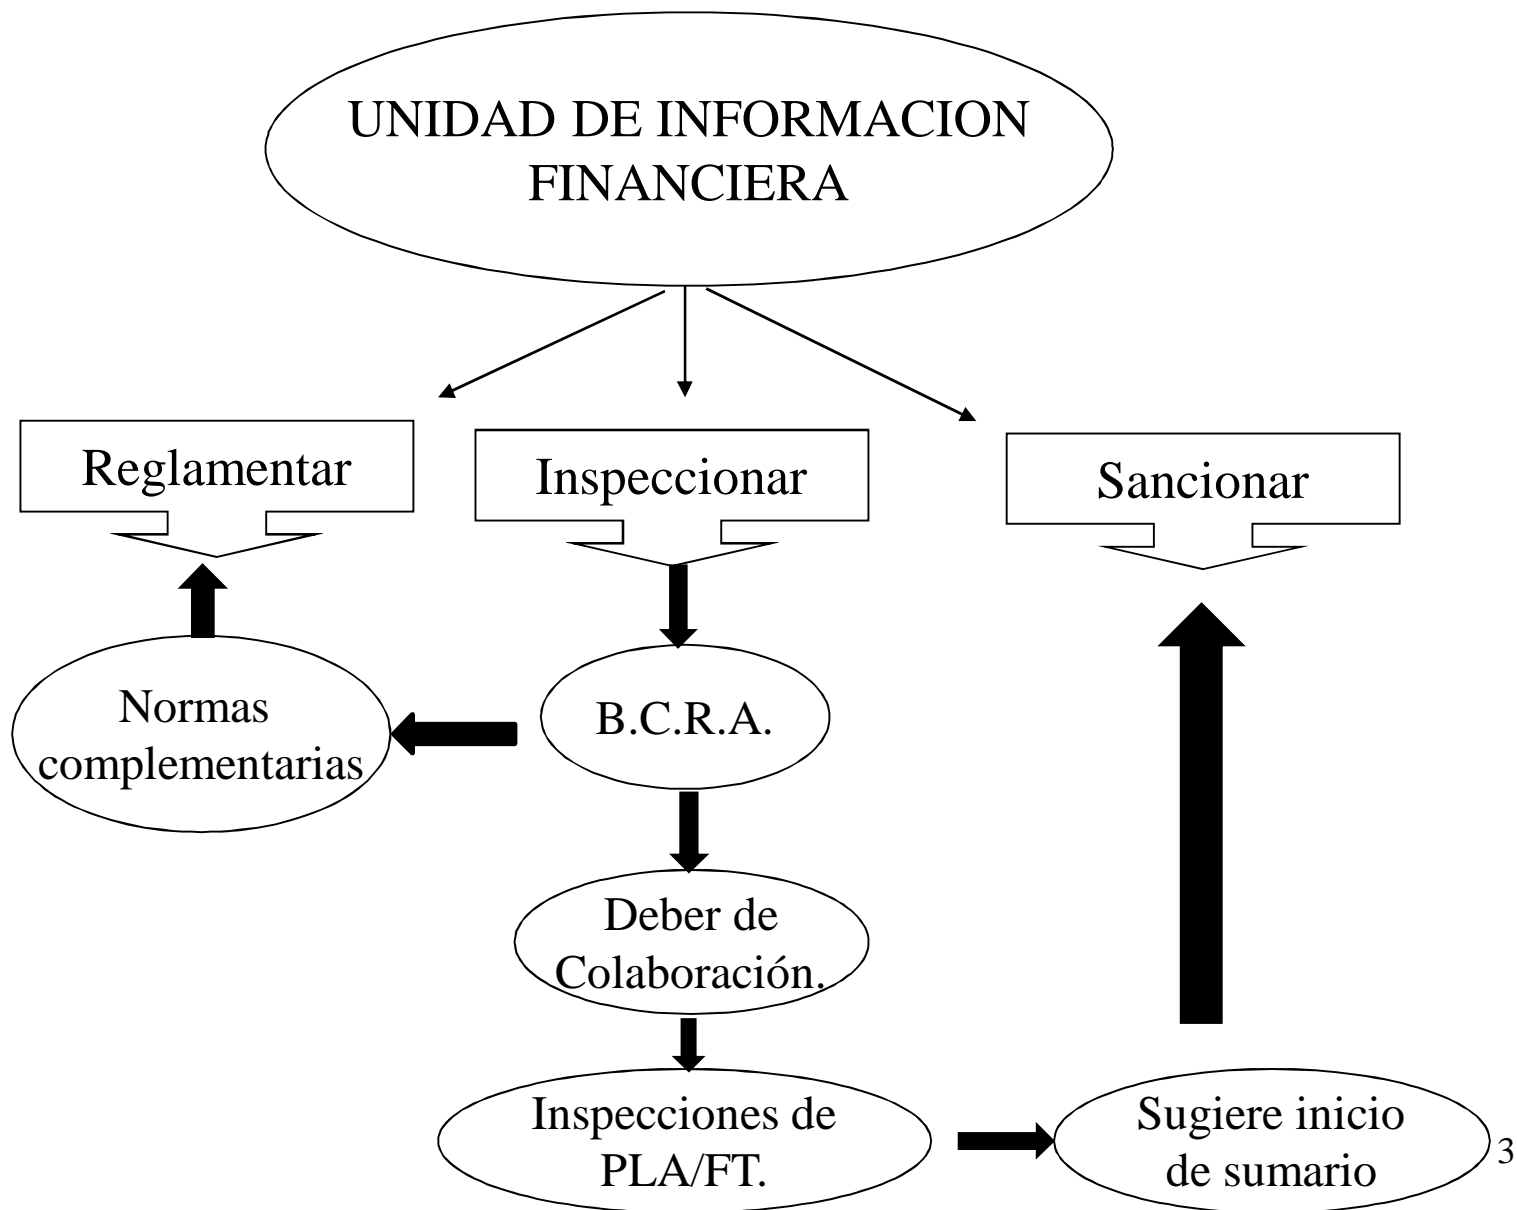 UNIDAD DE INFORMACION
FINANCIERA
Reglamentar
Inspeccionar
Sancionar
Normas
complementarias
B.C.R.A.
Deber de
Colaboración.
Inspecciones de
PLA/FT.
Sugiere inicio
de sumario
3